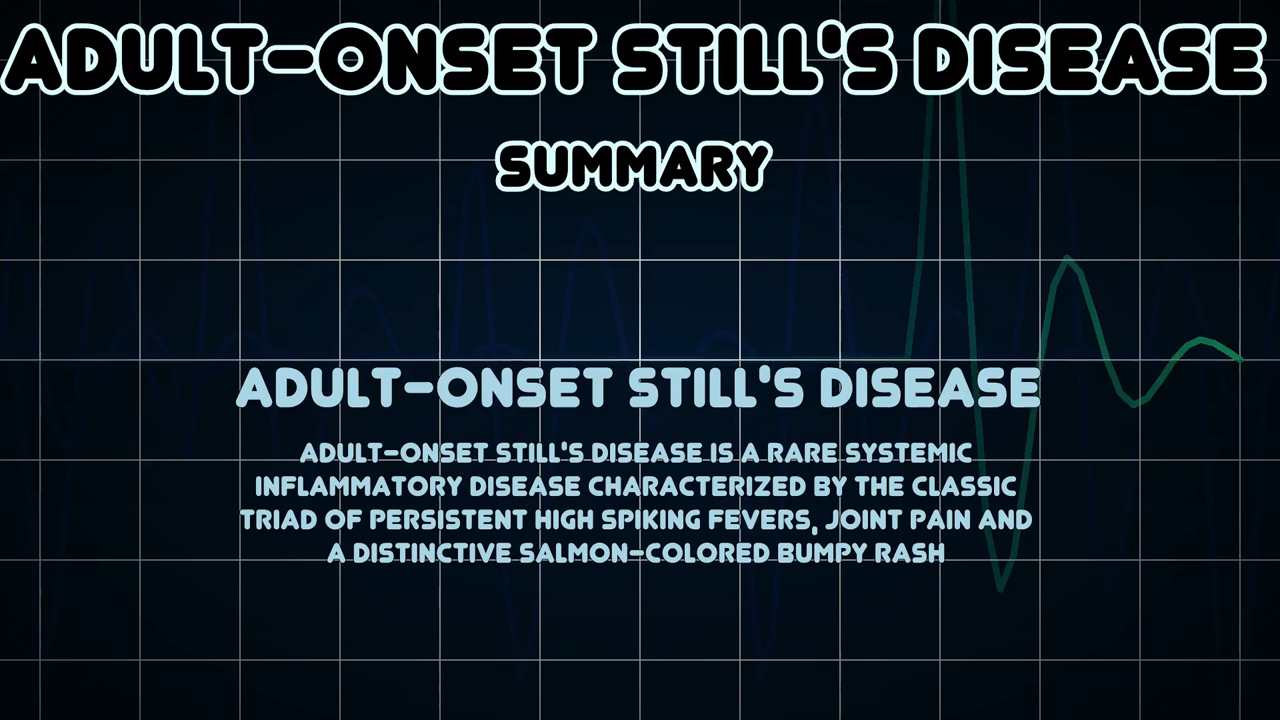 ADULT-ONSET STILL'S DISEASE
SUMMARY
ADULT-ONSET STILL'S DISEASE
ADULT-ONSET STILL'S DISEASE IS A RARE SYSTEMIC
INFLAMMATORY DISEASE CHARACTERIZED BY THE CLASSIC
TRIAD OF PERSISTENT HIGH SPIKING FEVERS, JOINT PAIN AND
A DISTINCTIVE SALMON-COLORED BUMPY RASH